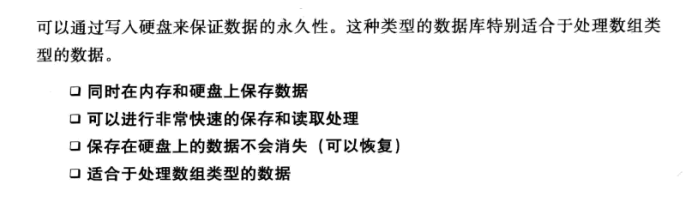 可以通过写入硬盘来保证数据的永久性。这种类型的数据库特别适合于处理数组类
型的数据。
❑ 同时在内存和硬盘上保存数据
❑ 可以进行非常快速的保存和读取处理
❑ 保存在硬盘上的数据不会消失（可以恢复）
❑ 适合于处理数组类型的数据